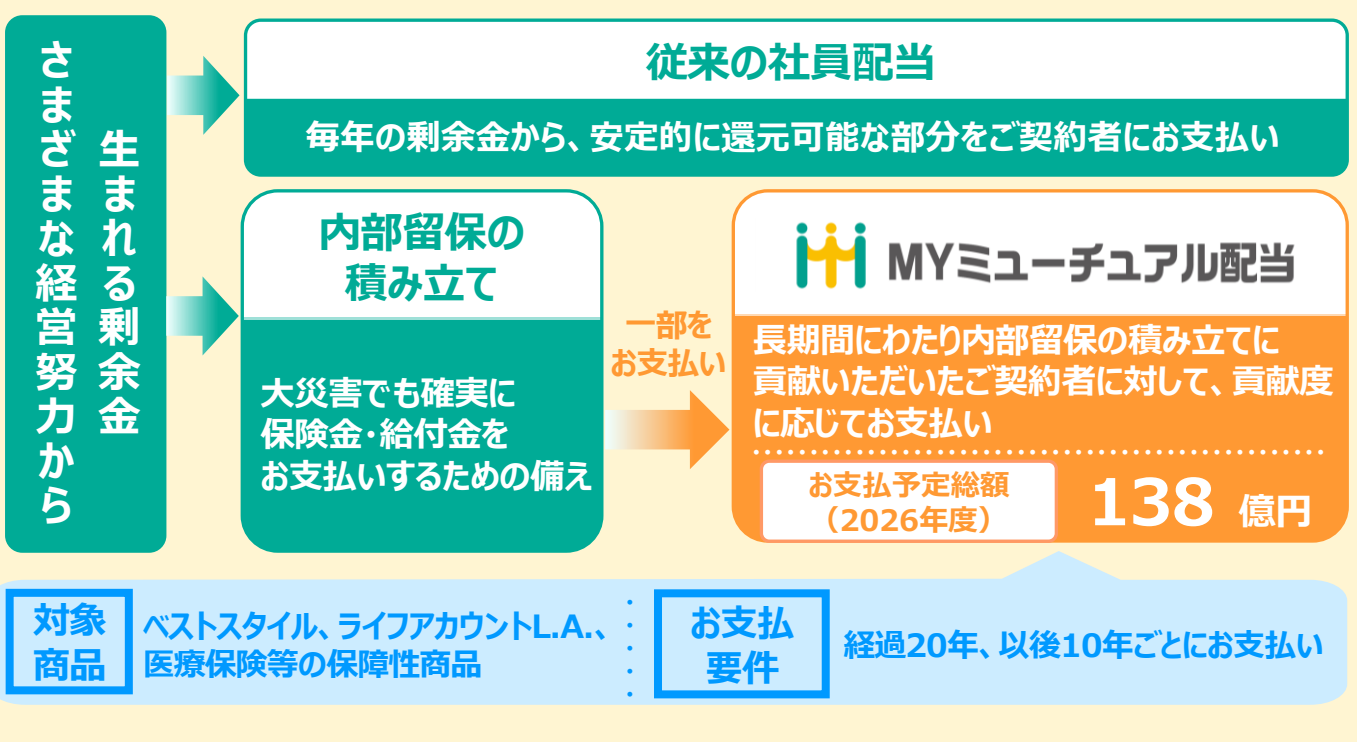 さまざまな経営努力から
生まれる剰余金
従来の社員配当
毎年の剰余金から、安定的に還元可能な部分をご契約者にお支払い
内部留保の
積み立て
大災害でも確実に
保険金・給付金を
お支払いするための備え
一部を
お支払い
MYミューチュアル配当
長期間にわたり内部留保の積み立てに
貢献いただいたご契約者に対して、貢献度
に応じてお支払い
お支払予定総額
（2026年度）
138 億円
対象
商品
ベストスタイル、ライフアカウントL.A.、
医療保険等の保障性商品
お支払
要件
経過20年、以後10年ごとにお支払い